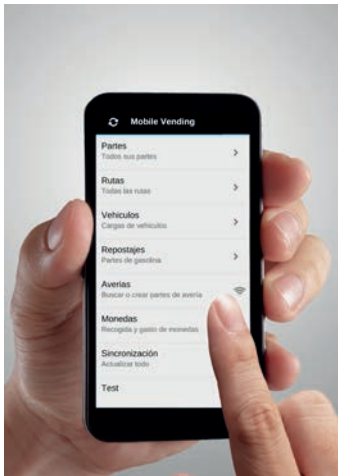 Mobile Vending
Partes
Todos sus partes
Rutas
Todas las rutas
Vehiculos
Cargas de vehiculos
Repostajes
Partes de gasolina
Averias
Buscar o crear partes de averia
Monedas
Recogida y gasto de monedas
Sincronización
Actualizar todo
Test